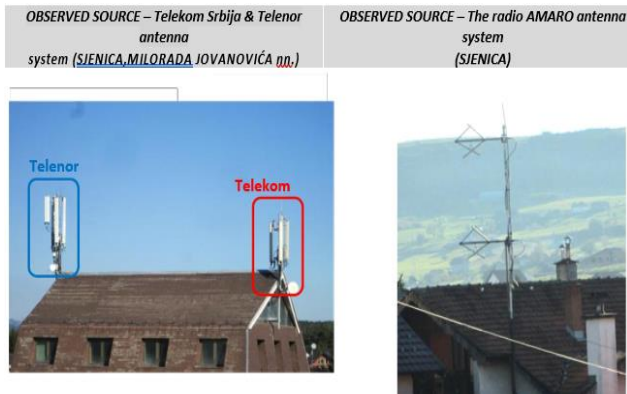 OBSERVED SOURCE – Telekom Srbija & Telenor
antenna
system (SJENICA,MILORADA JOVANOVIĆA nn.)
OBSERVED SOURCE – The radio AMARO antenna
system
(SJENICA)
Telenor
Telekom